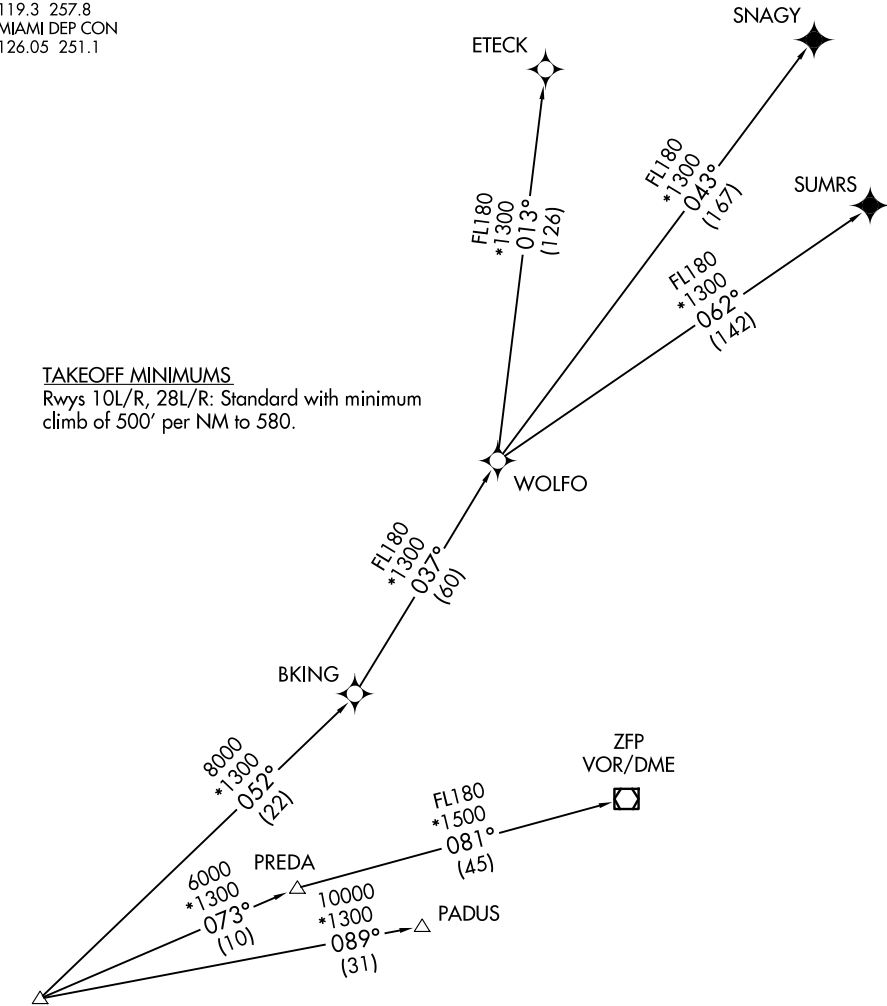 119.3 257.8
MIAMI DEP CON
126.05 251.1
SNAGY
ETECK
FL180
*1300
043°
(167)
SUMRS
FL180
*1300
013°
(126)
FL180
*1300
062°
(142)
TAKEOFF MINIMUMS
Rwys 10L/R, 28L/R: Standard with minimum
climb of 500' per NM to 580.
WOLFO
FL180
*1300
037°
(60)
BKING
8000
*1300
052°
(22)
ZFP
VOR/DME
FL180
*1500
081°
(45)
PREDA
6000
*1300
073°
(10)
10000
*1300
089°
(31)
PADUS